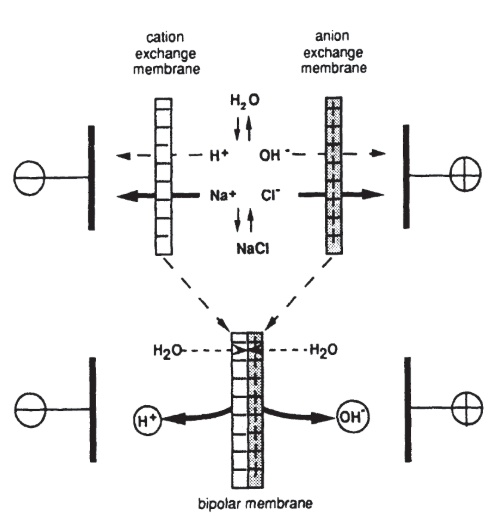 cation
exchange
membrane
anion
exchange
membrane
H₂O
H⁺ OH⁻
Na⁺ Cl⁻
NaCl
H₂O H₂O
H⁺ OH⁻
bipolar membrane